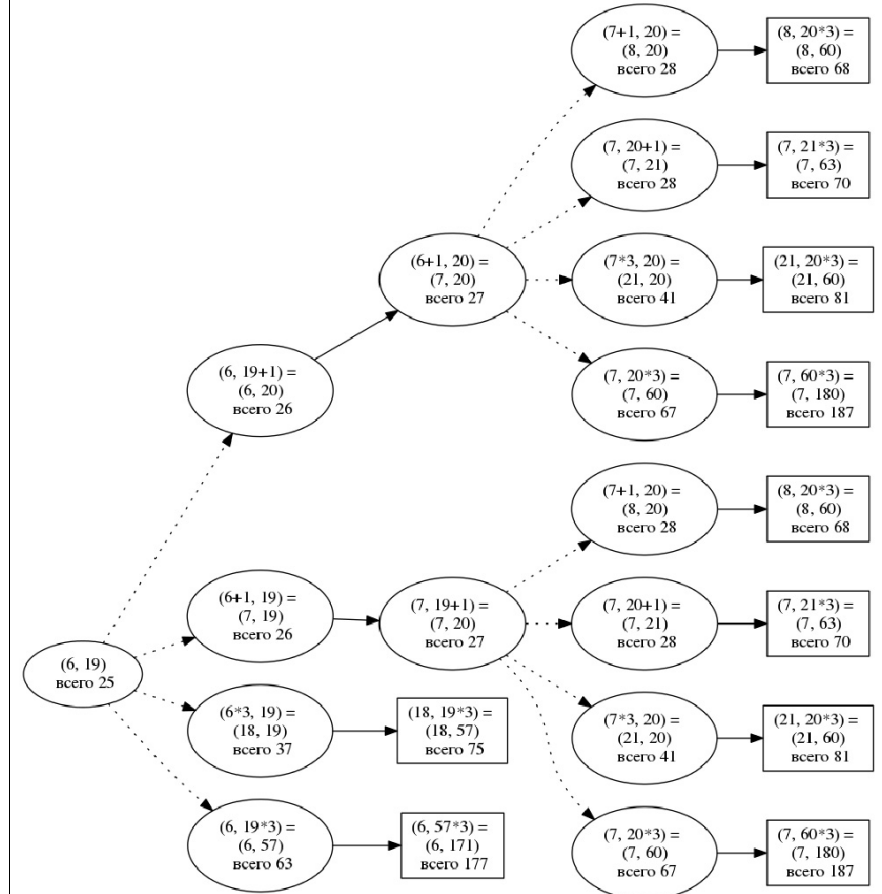 (7+1, 20) =
(8, 20)
всего 28
(8, 20*3) =
(8, 60)
всего 68
(7, 20+1) =
(7, 21)
всего 28
(7, 21*3) =
(7, 63)
всего 70
(6+1, 20) =
(7, 20)
всего 27
(7*3, 20) =
(21, 20)
всего 41
(21, 20*3) =
(21, 60)
всего 81
(6, 19+1) =
(6, 20)
всего 26
(7, 20*3) =
(7, 60)
всего 67
(7, 60*3) =
(7, 180)
всего 187
(7+1, 20) =
(8, 20)
всего 28
(8, 20*3) =
(8, 60)
всего 68
(6+1, 19) =
(7, 19)
всего 26
(7, 19+1) =
(7, 20)
всего 27
(7, 20+1) =
(7, 21)
всего 28
(7, 21*3) =
(7, 63)
всего 70
(6, 19)
всего 25
(6*3, 19) =
(18, 19)
всего 37
(18, 19*3) =
(18, 57)
всего 75
(7*3, 20) =
(21, 20)
всего 41
(21, 20*3) =
(21, 60)
всего 81
(6, 19*3) =
(6, 57)
всего 63
(6, 57*3) =
(6, 171)
всего 177
(7, 20*3) =
(7, 60)
всего 67
(7, 60*3) =
(7, 180)
всего 187